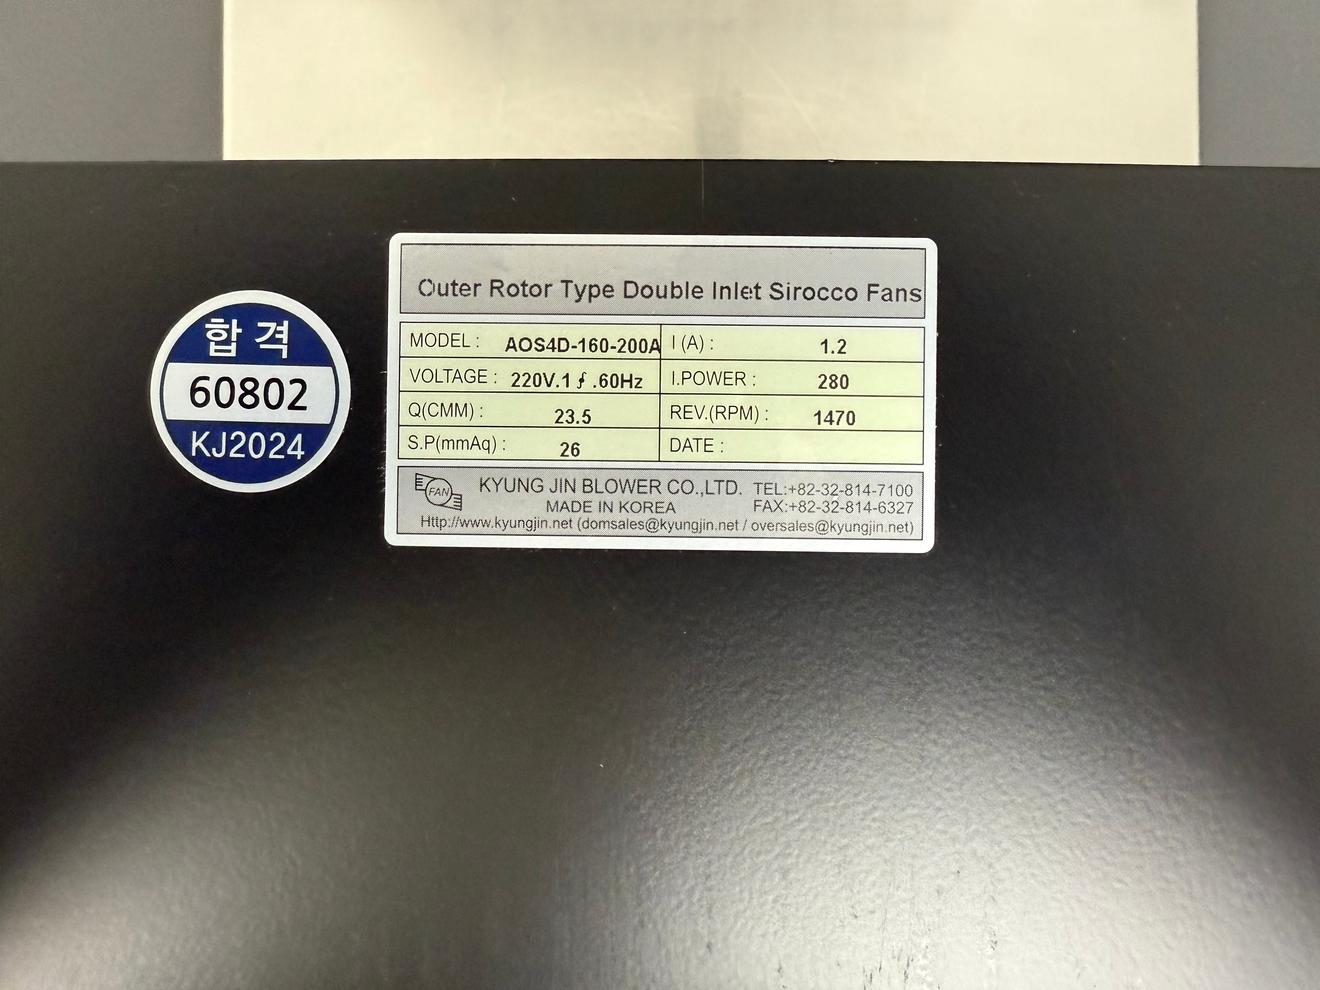 합격
60802
KJ2024
Outer Rotor Type Double Inlet Sirocco Fans
MODEL : AOS4D-160-200A I (A) : 1.2
VOLTAGE : 220V.1 ∮ .60Hz I.POWER : 280
Q(CMM) : 23.5 REV.(RPM) : 1470
S.P(mmAq) : 26 DATE :
FAN KYUNG JIN BLOWER CO.,LTD. TEL:+82-32-814-7100
MADE IN KOREA FAX:+82-32-814-6327
Http://www.kyungjin.net (domsales@kyungjin.net / oversales@kyungjin.net)